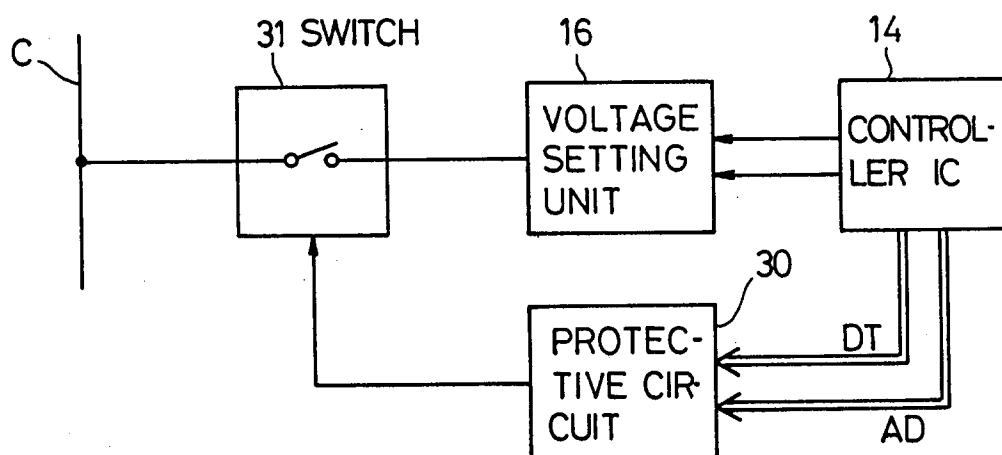 C
31 SWITCH
16
14
VOLTAGE
SETTING
UNIT
CONTROL-
LER IC
30
PROTEC-
TIVE CIR-
CUIT
DT
AD